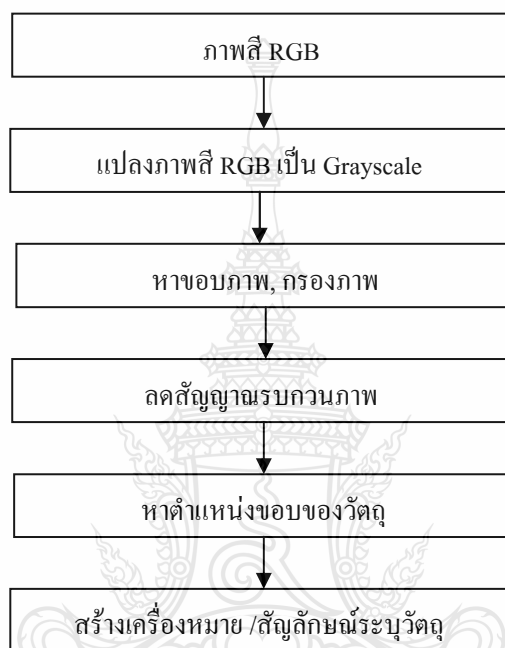 ภาพสี RGB
แปลงภาพสี RGB เป็น Grayscale
หาขอบภาพ, กรองภาพ
ลดสัญญาณรบกวนภาพ
หาตำแหน่งขอบของวัตถุ
สร้างเครื่องหมาย /สัญลักษณ์ระบุวัตถุ